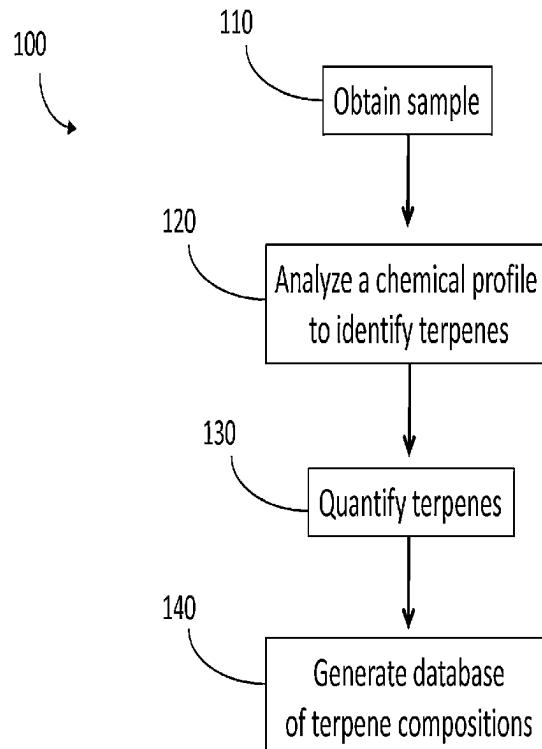 100
110
Obtain sample
120
Analyze a chemical profile
to identify terpenes
130
Quantify terpenes
140
Generate database
of terpene compositions